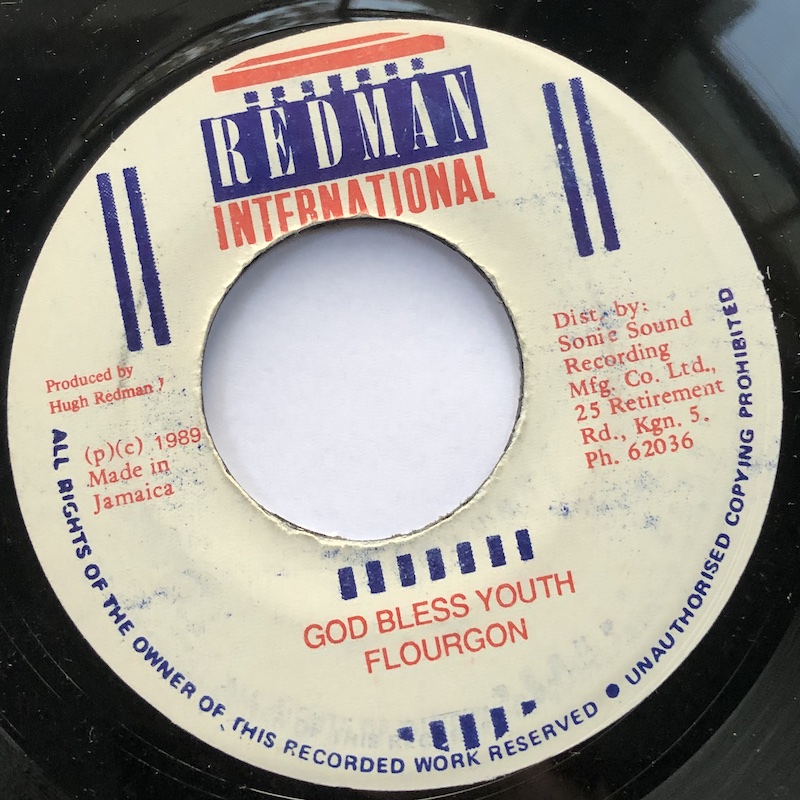 REDMAN
INTERNATIONAL
Produced by
Hugh Redman
(p)(c) 1989
Made in
Jamaica
Dist. by:
Sonic Sound
Recording
Mfg. Co. Ltd.,
25 Retirement
Rd., Kgn. 5.
Ph. 62036
GOD BLESS YOUTH
FLOURGON
ALL RIGHTS OF THE OWNER OF THIS RECORDED WORK RESERVED ● UNAUTHORISED COPYING PROHIBITED